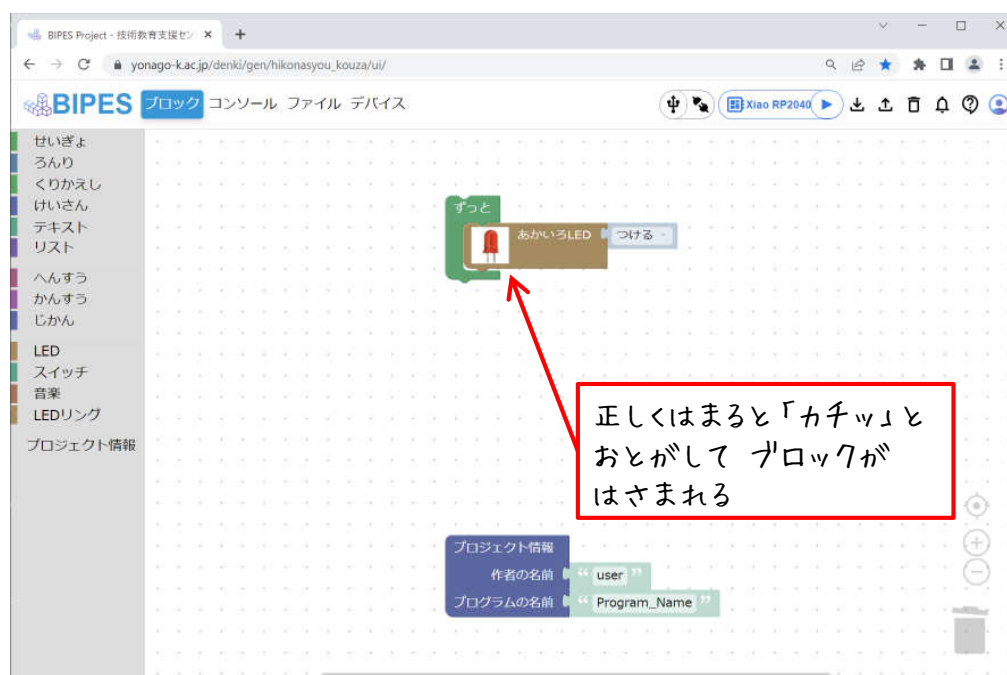 BIPES Project - 技術教育支援セン
yonago-k.ac.jp/denki/gen/hikonasyou_kouza/ui/
BIPES ブロック コンソール ファイル デバイス Xiao RP2040
せいぎょ
ろんり
くりかえし
けいさん
テキスト
リスト
へんすう
かんすう
じかん
LED
スイッチ
音楽
LEDリング
プロジェクト情報
ずっと
あかいろLED つける
正しくはまると「カチッ」と
おとがして ブロックが
はさまれる
プロジェクト情報
作者の名前 “ user ”
プログラムの名前 “ Program_Name ”